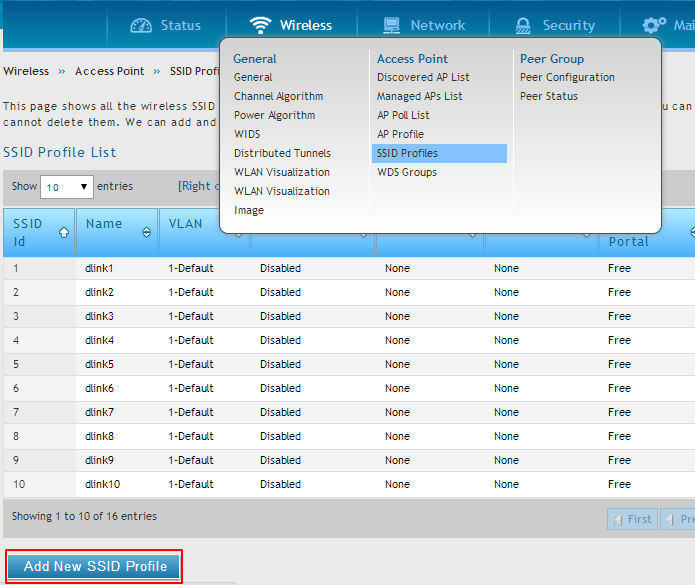 Status Wireless Network Security Mai
General Access Point Peer Group
General Discovered AP List Peer Configuration
Channel Algorithm Managed APs List Peer Status
Power Algorithm AP Poll List
WIDS AP Profile
Distributed Tunnels SSID Profiles
WLAN Visualization WDS Groups
WLAN Visualization
Image
Wireless » Access Point » SSID Profi
This page shows all the wireless SSID u can
cannot delete them. We can add and
SSID Profile List
Show 10 entries [Right c
SSID Id Name VLAN Portal
1 dlink1 1-Default Disabled None None Free
2 dlink2 1-Default Disabled None None Free
3 dlink3 1-Default Disabled None None Free
4 dlink4 1-Default Disabled None None Free
5 dlink5 1-Default Disabled None None Free
6 dlink6 1-Default Disabled None None Free
7 dlink7 1-Default Disabled None None Free
8 dlink8 1-Default Disabled None None Free
9 dlink9 1-Default Disabled None None Free
10 dlink10 1-Default Disabled None None Free
Showing 1 to 10 of 16 entries First Pre
Add New SSID Profile